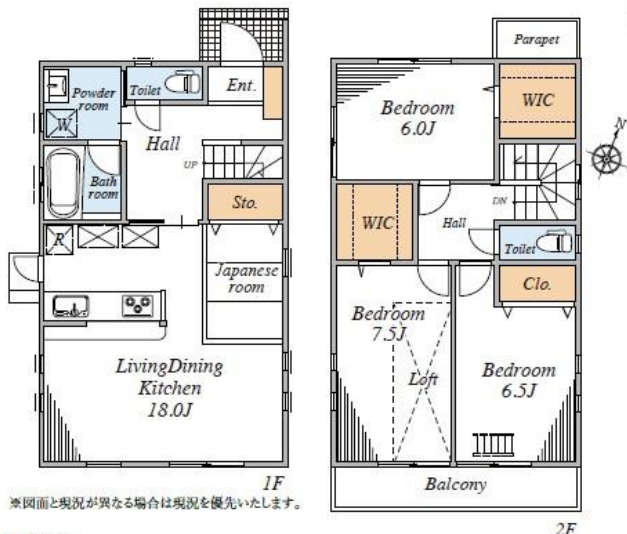 Powder
room
Toilet
Ent.
W
Hall
UP
Bath
room
Sto.
R
Japanese
room
LivingDining
Kitchen
18.0J
1F
※図面と現況が異なる場合は現況を優先いたします。
Parapet
Bedroom
6.0J
WIC
N
DN
WIC
Hall
Toilet
Clo.
Bedroom
7.5J
Loft
Bedroom
6.5J
Balcony
2F